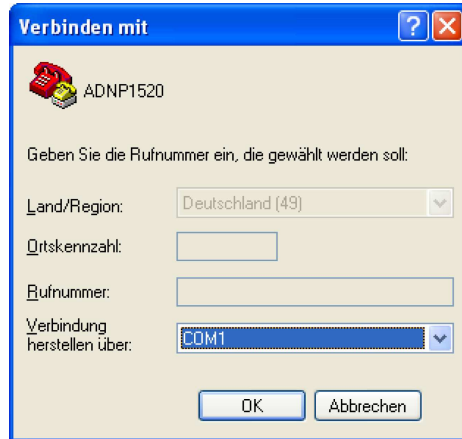 Verbinden mit
ADNP1520
Geben Sie die Rufnummer ein, die gewählt werden soll:
Land/Region: Deutschland (49)
Ortskennzahl:
Rufnummer:
Verbindung
herstellen über: COM1
OK Abbrechen